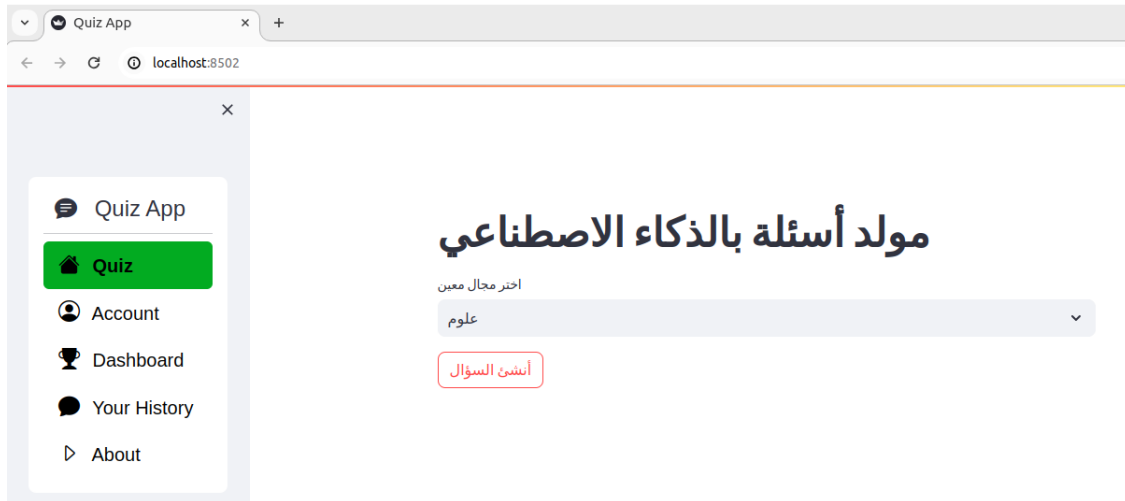 Quiz App
localhost:8502
Quiz App
Quiz
Account
Dashboard
Your History
About
مولد أسئلة بالذكاء الاصطناعي
اختر مجال معين
علوم
أنشئ السؤال